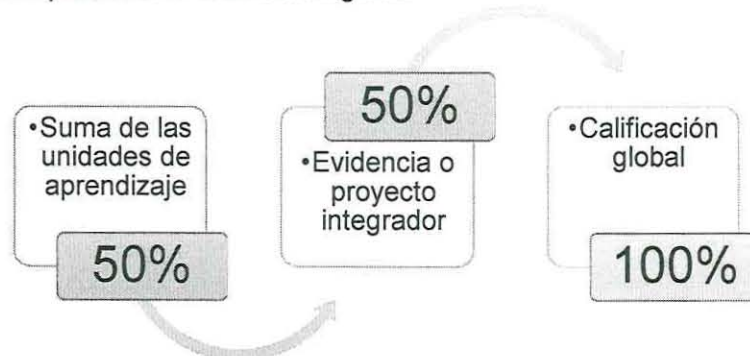 •Suma de las
unidades de
aprendizaje
50%
50%
•Evidencia o
proyecto
integrador
•Calificación
global
100%